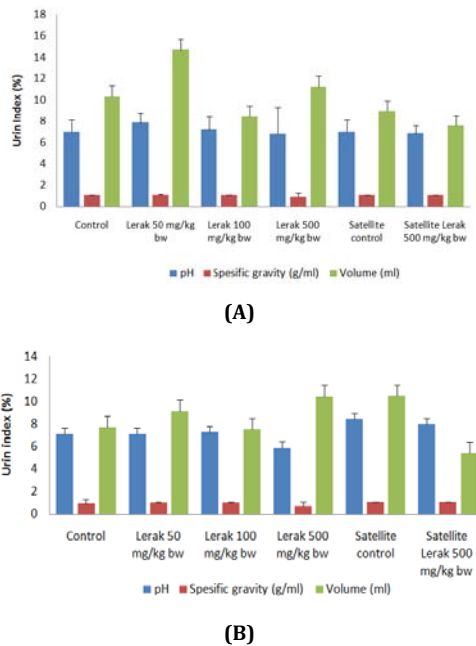 Urin Index (%)
18
16
14
12
10
8
6
4
2
0
Control
Lerak 50 mg/kg
bw
Lerak 100
mg/kg bw
Lerak 500
mg/kg bw
Satellite
control
Satellite Lerak
500 mg/kg bw
pH
Spesific gravity (g/ml)
Volume (ml)
(A)
Urin index (%)
14
12
10
8
6
4
2
0
Control
Lerak 50
mg/kg bw
Lerak 100
mg/kg bw
Lerak 500
mg/kg bw
Satellite
control
Satellite
Lerak 500
mg/kg bw
pH
Spesific gravity (g/ml)
Volume (ml)
(B)